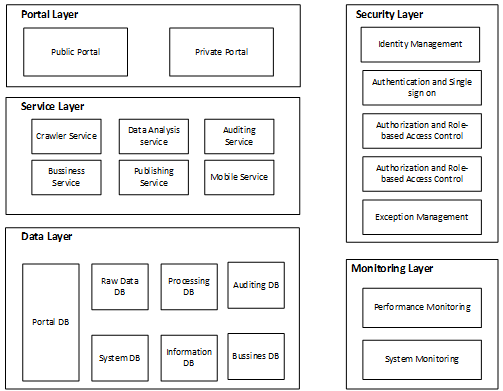 Portal Layer
Public Portal
Private Portal
Service Layer
Crawler Service
Data Analysis
service
Auditing
Service
Bussiness
Service
Publishing
Service
Mobile Service
Data Layer
Portal DB
Raw Data
DB
Processing
DB
Auditing DB
System DB
Information
DB
Bussines DB
Security Layer
Identity Management
Authentication and Single
sign on
Authorization and Role-
based Access Control
Authorization and Role-
based Access Control
Exception Management
Monitoring Layer
Performance Monitoring
System Monitoring